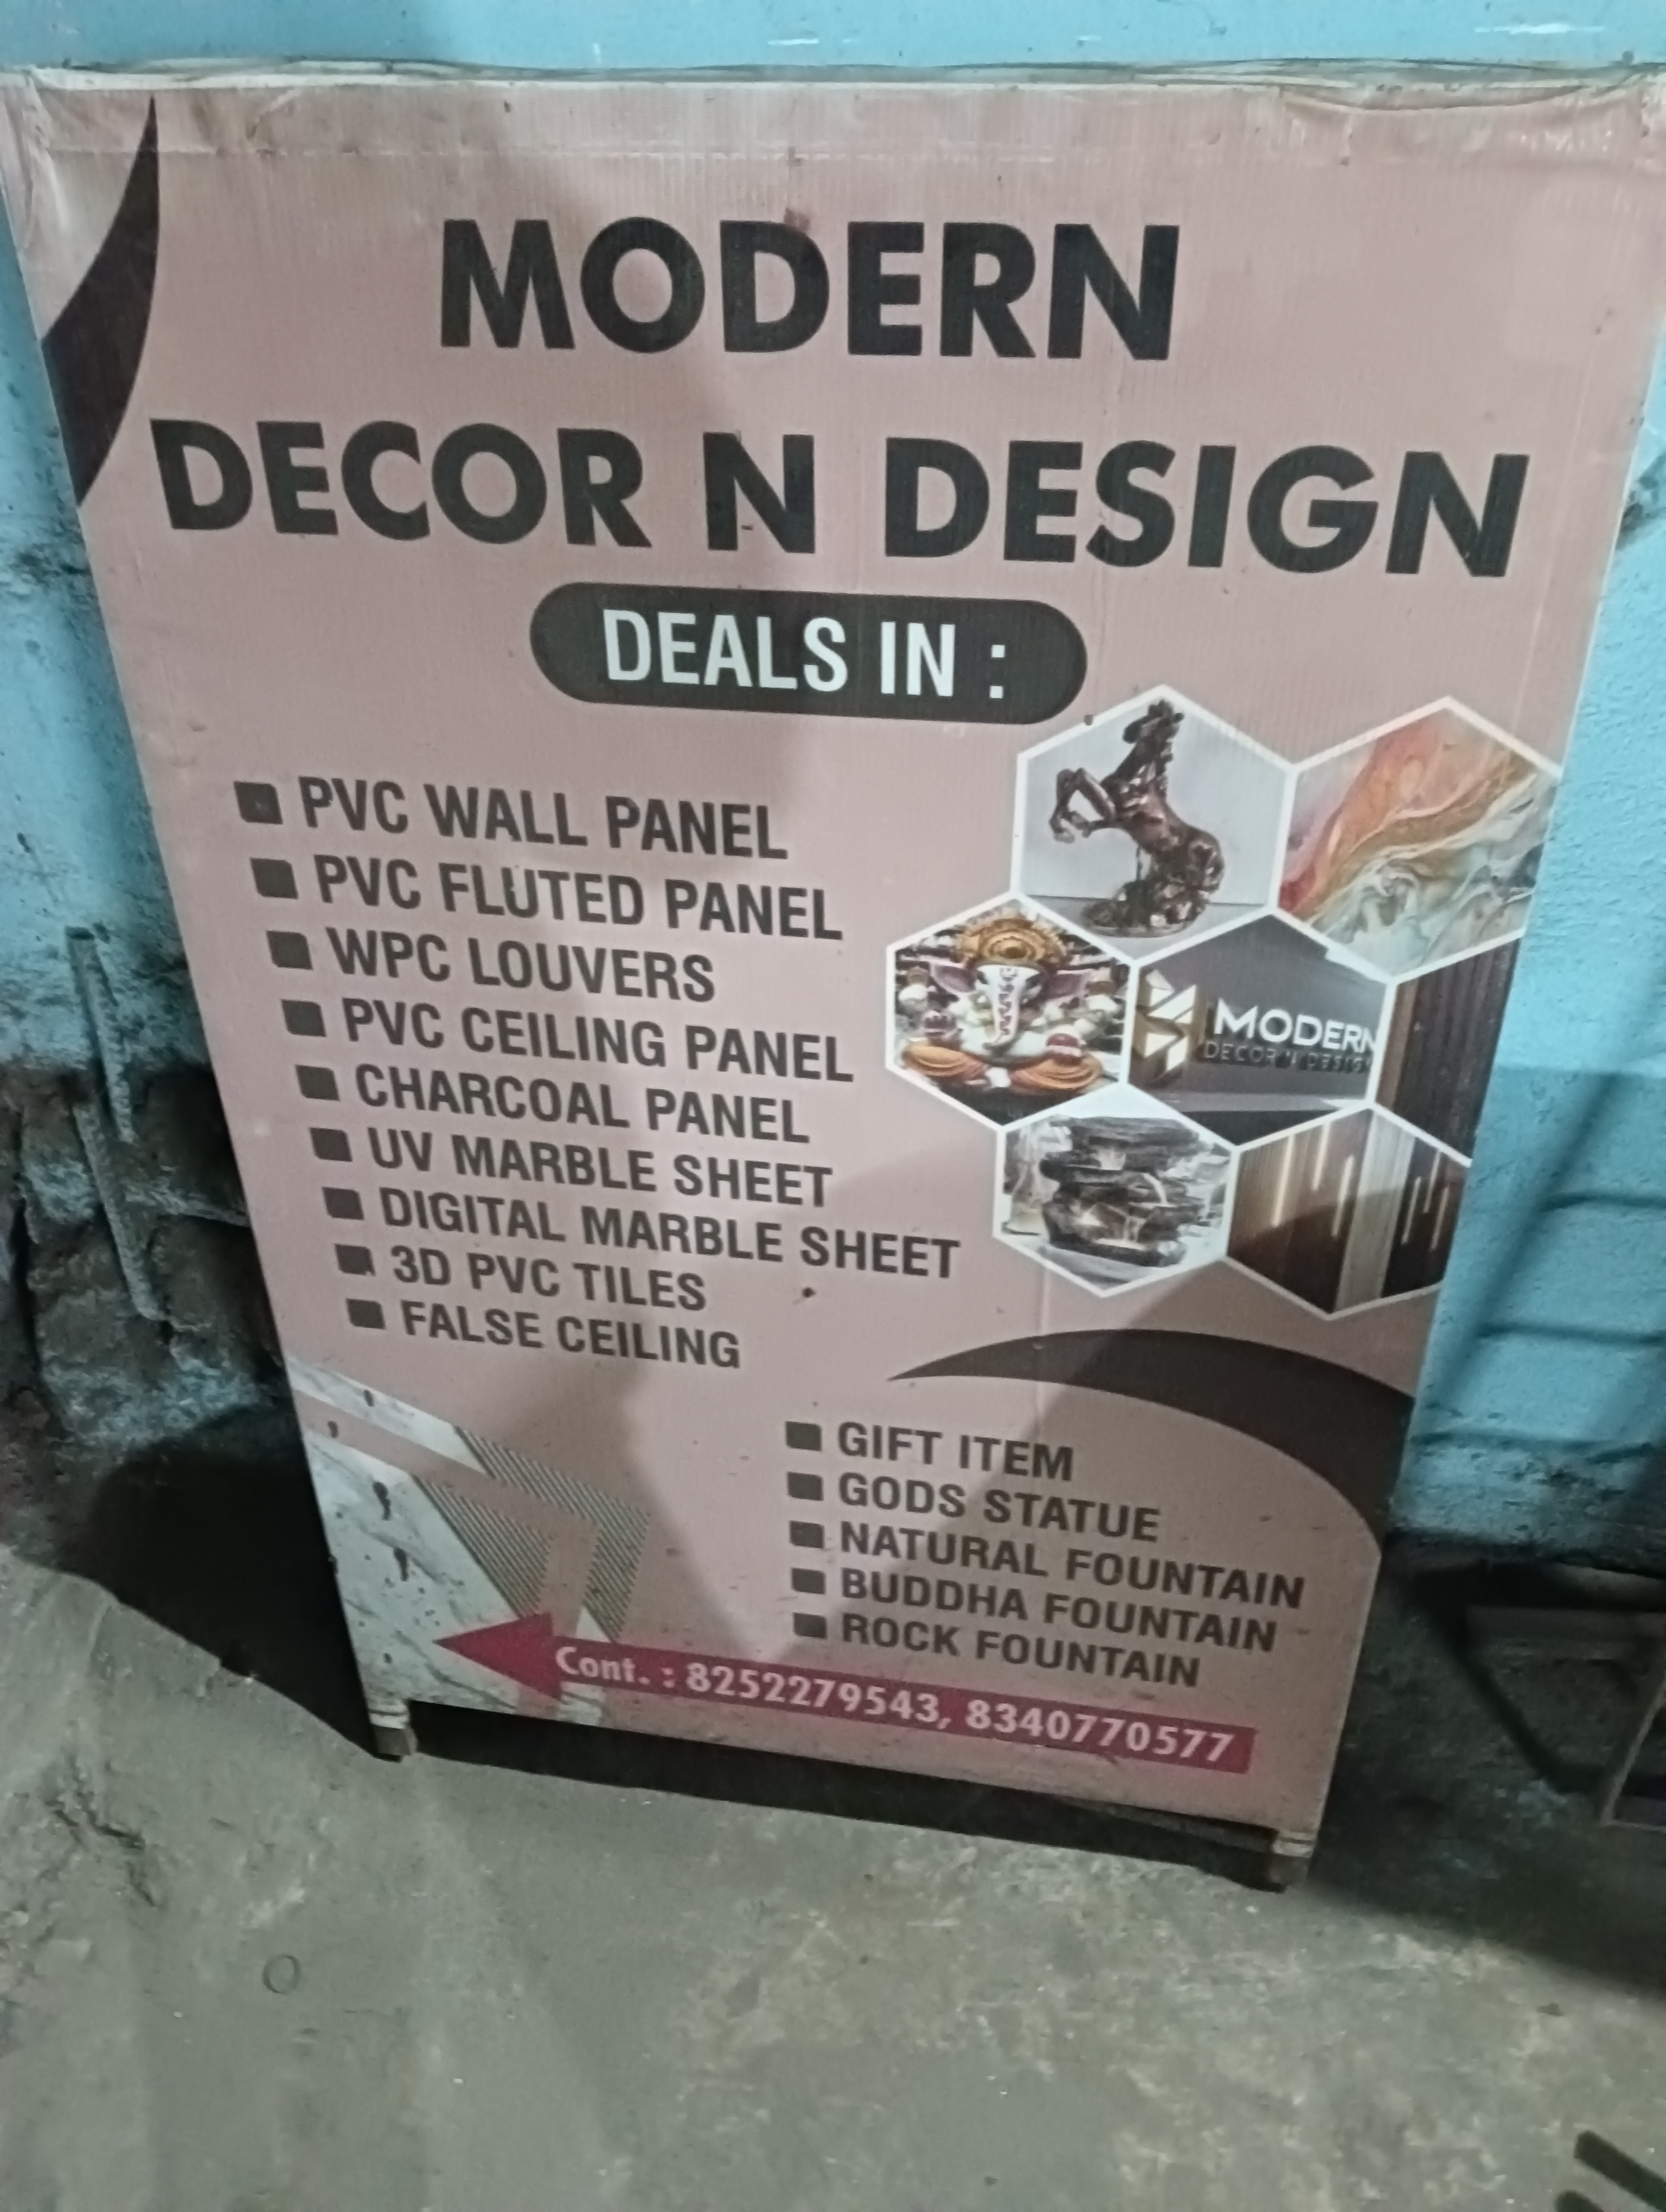 MODERN
DECOR N DESIGN
DEALS IN :
PVC WALL PANEL
PVC FLUTED PANEL
WPC LOUVERS
PVC CEILING PANEL
CHARCOAL PANEL
UV MARBLE SHEET
DIGITAL MARBLE SHEET
3D PVC TILES
FALSE CEILING
MODERN
DECOR 'N' DESIGN
GIFT ITEM
GODS STATUE
NATURAL FOUNTAIN
BUDDHA FOUNTAIN
ROCK FOUNTAIN
Cont. : 8252279543, 8340770577